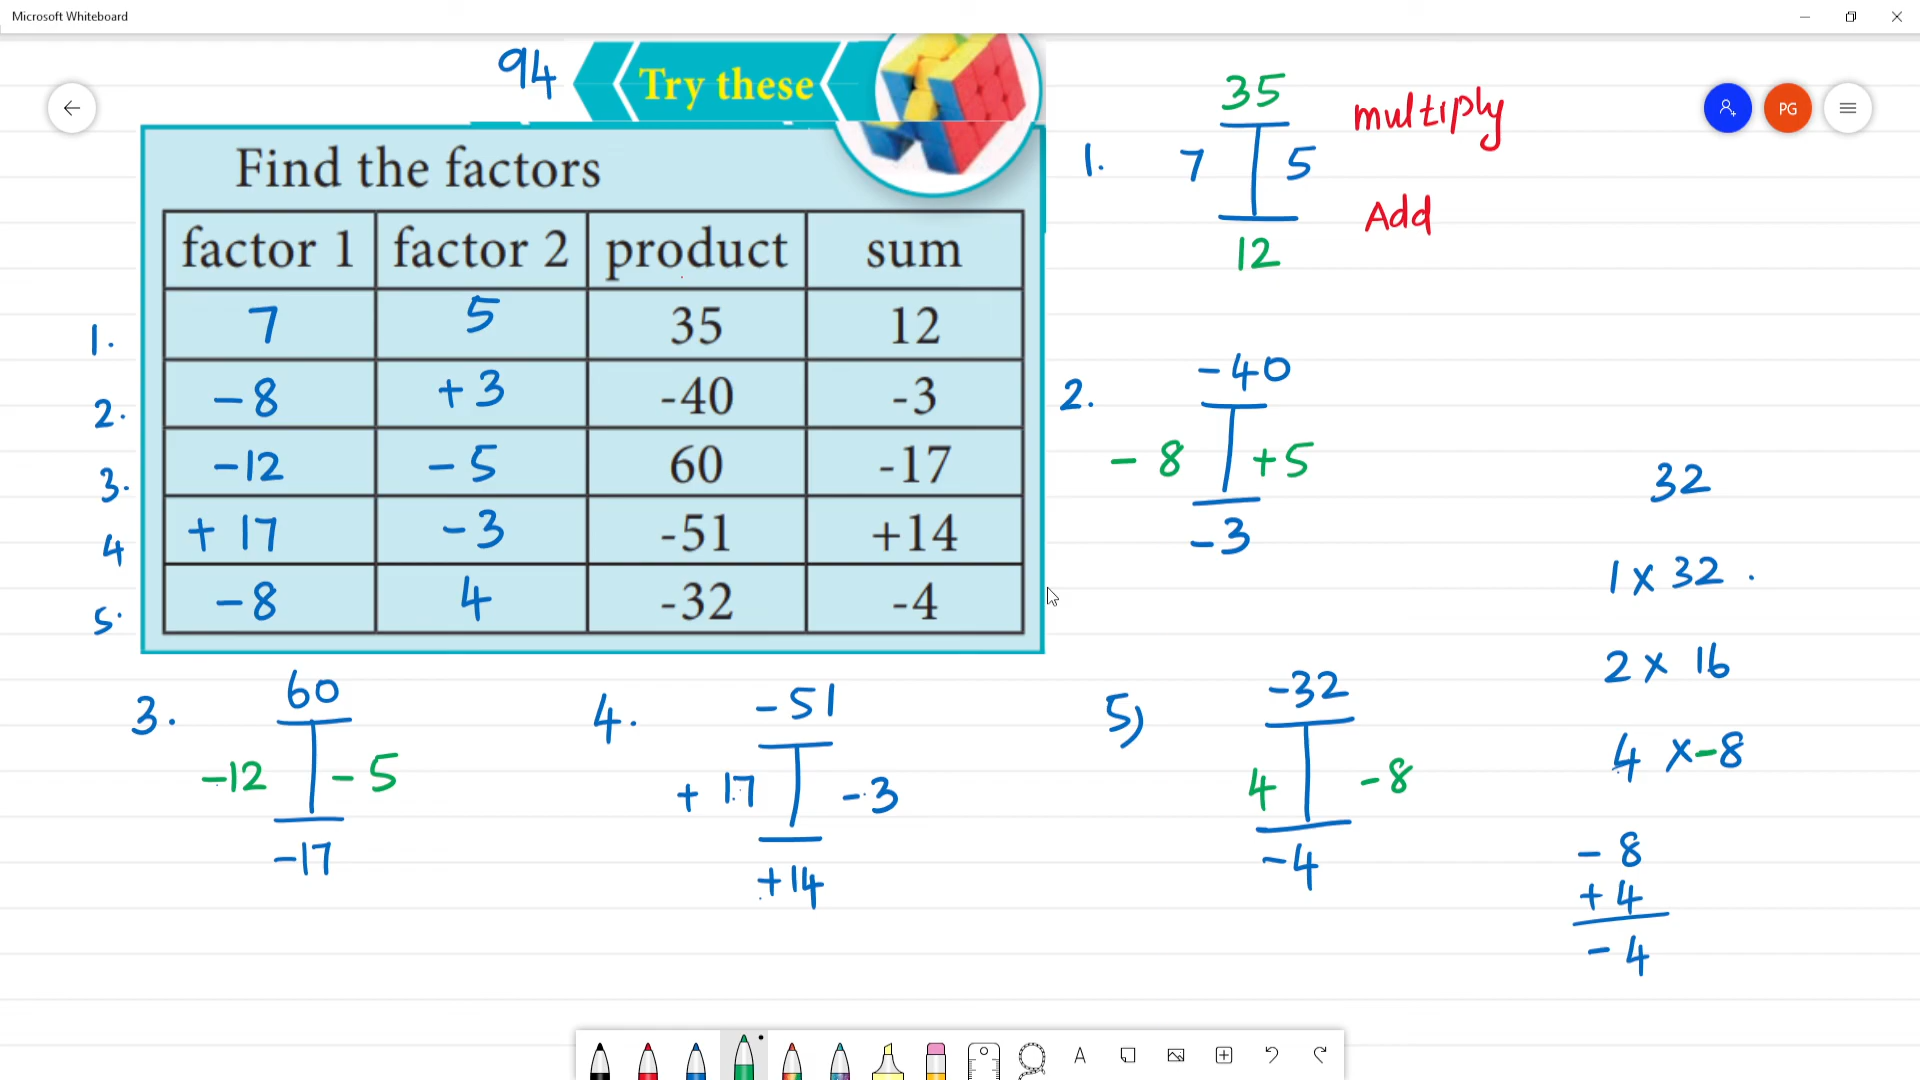 Microsoft Whiteboard
94 Try these
Find the factors
factor 1 factor 2 product sum
1. 7 5 35 12
2. -8 +3 -40 -3
3. -12 -5 60 -17
4 +17 -3 -51 +14
5. -8 4 -32 -4
35 multiply
1. 7 5
Add
12
PG
2. -40
-8 +5
-3
32
1 x 32 .
2 x 16
4 x -8
-8
+4
-4
3. 60
-12 -5
-17
4. -51
+17 -3
+14
5) -32
4 -8
-4
A